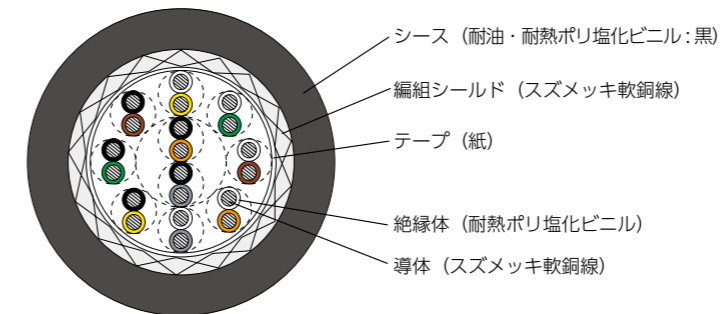 シース（耐油・耐熱ポリ塩化ビニル：黒）
編組シールド（スズメッキ軟銅線）
テープ（紙）
絶縁体（耐熱ポリ塩化ビニル）
導体（スズメッキ軟銅線）